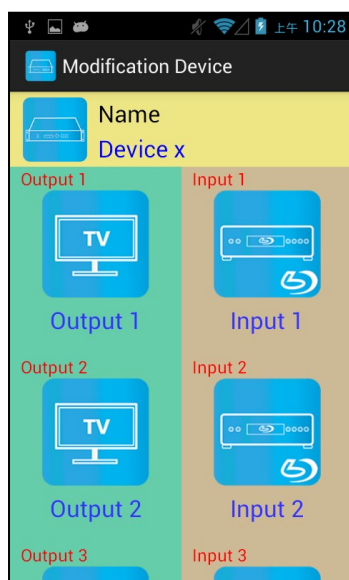 上午 10:28
Modification Device
Name
Device x
Output 1
Input 1
TV
Output 1
Input 1
Output 2
Input 2
TV
Output 2
Input 2
Output 3
Input 3